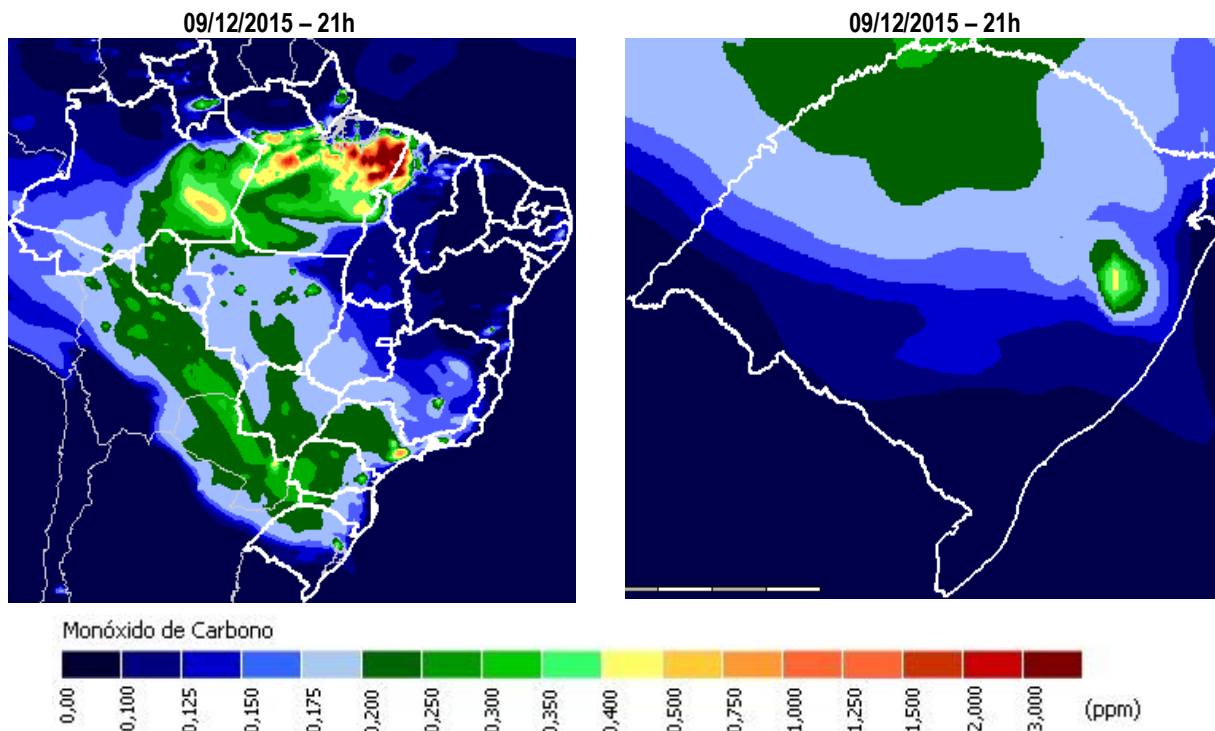 09/12/2015 – 21h
09/12/2015 – 21h
Monóxido de Carbono
0,00 0,100 0,125 0,150 0,175 0,200 0,250 0,300 0,350 0,400 0,500 0,750 1,000 1,250 1,500 2,000 3,000 (ppm)